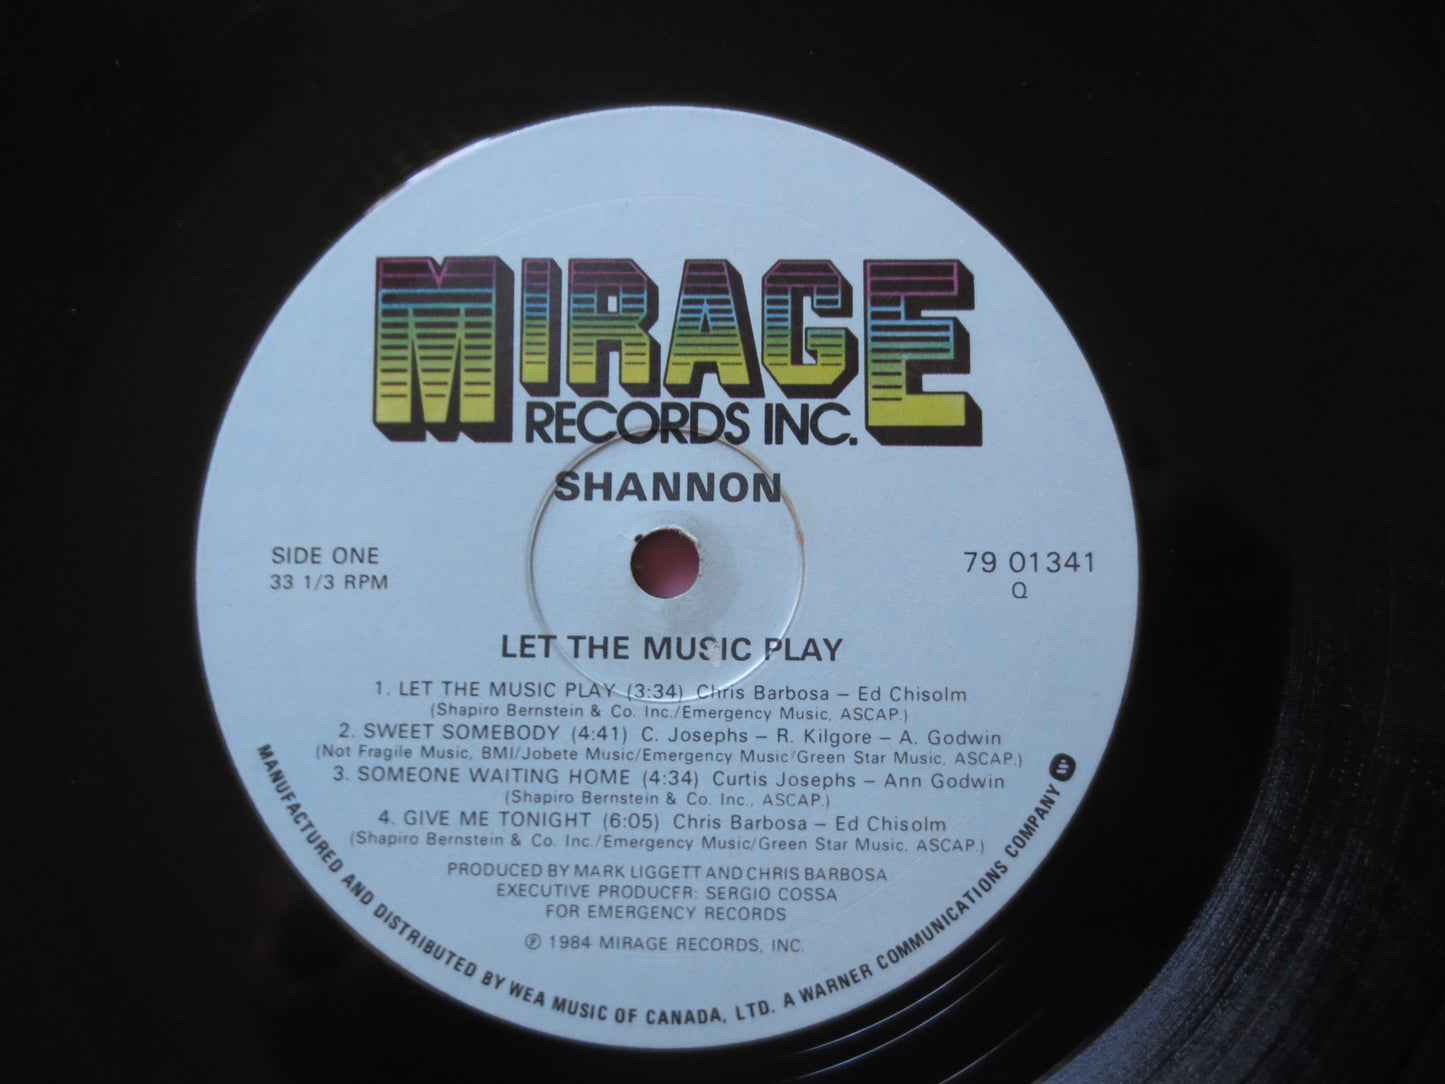 MIRAGE
RECORDS INC.
SHANNON
SIDE ONE
33 1/3 RPM
79 01341
Q
LET THE MUSIC PLAY
1. LET THE MUSIC PLAY (3:34) Chris Barbosa – Ed Chisolm
(Shapiro Bernstein & Co. Inc./Emergency Music, ASCAP.)
2. SWEET SOMEBODY (4:41) C. Josephs – R. Kilgore – A. Godwin
(Not Fragile Music, BMI/Jobete Music/Emergency Music/Green Star Music, ASCAP.)
3. SOMEONE WAITING HOME (4:34) Curtis Josephs – Ann Godwin
(Shapiro Bernstein & Co. Inc., ASCAP.)
4. GIVE ME TONIGHT (6:05) Chris Barbosa – Ed Chisolm
(Shapiro Bernstein & Co. Inc./Emergency Music/Green Star Music, ASCAP.)
PRODUCED BY MARK LIGGETT AND CHRIS BARBOSA
EXECUTIVE PRODUCER: SERGIO COSSA
FOR EMERGENCY RECORDS
℗ 1984 MIRAGE RECORDS, INC.
MANUFACTURED AND DISTRIBUTED BY WEA MUSIC OF CANADA, LTD. A WARNER COMMUNICATIONS COMPANY